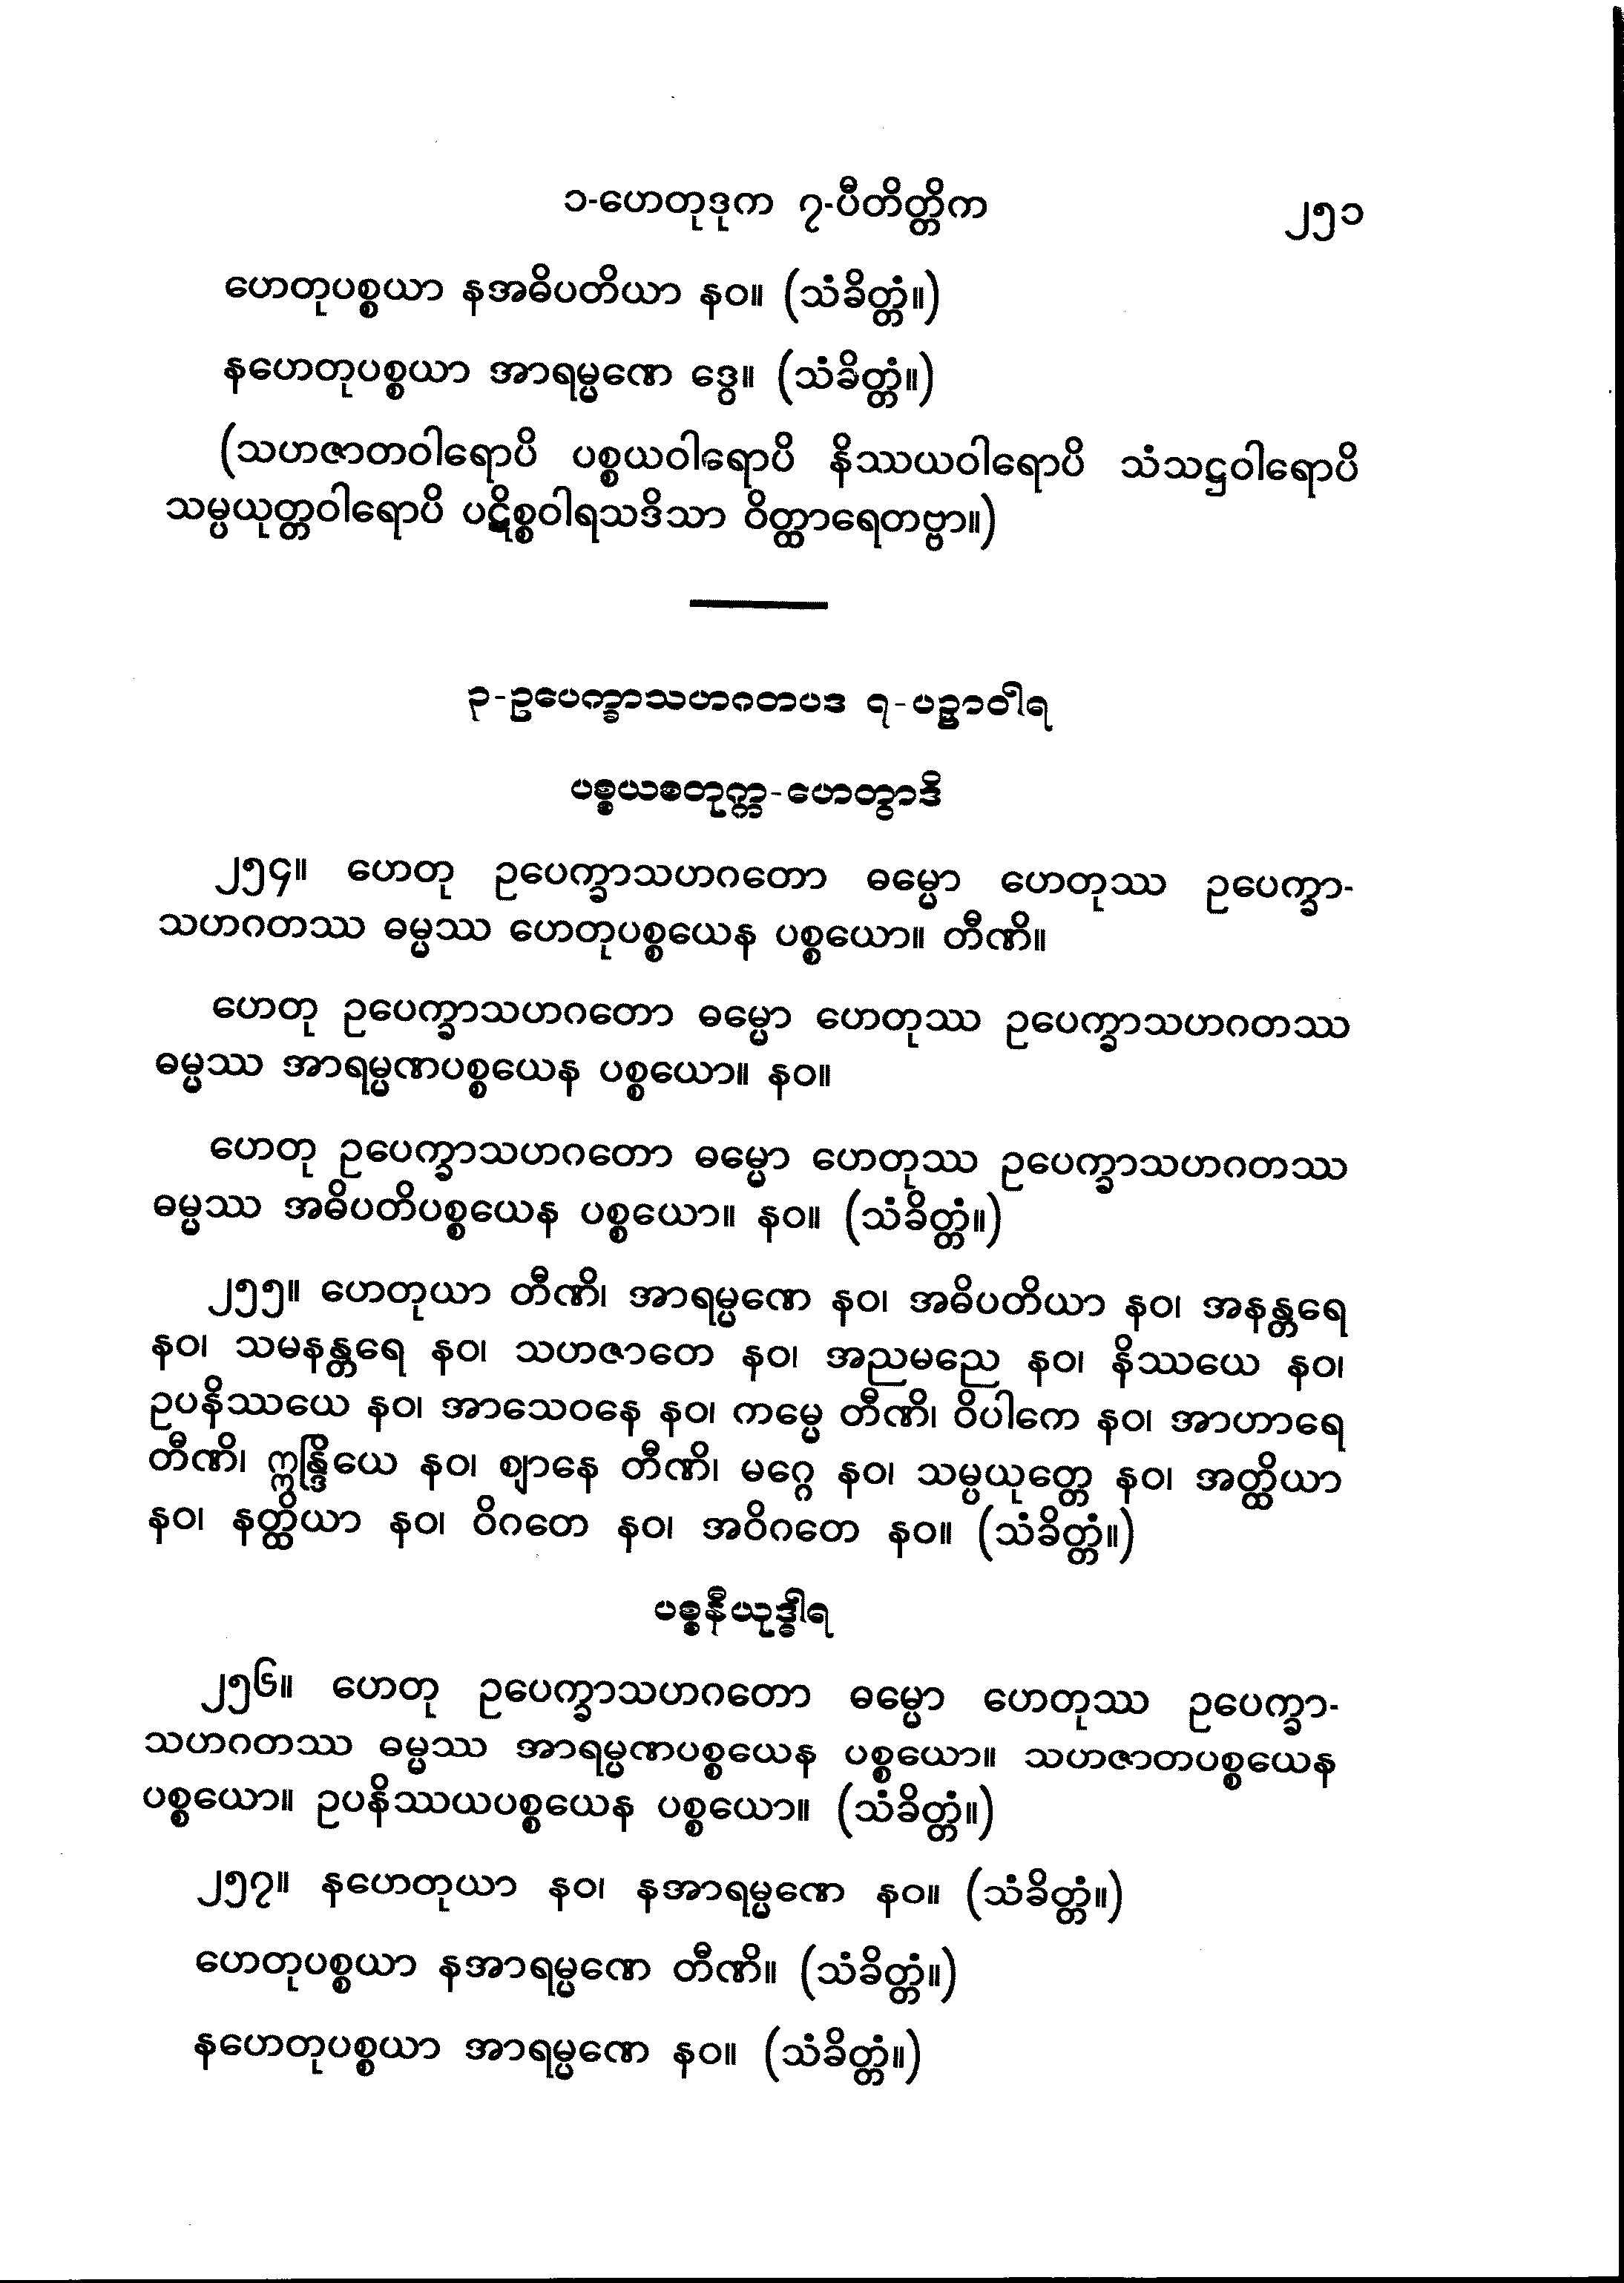 ၁-ဟေတုဒုက ၇-ပီတိတ္တိက ၂၅၁
ဟေတုပစ္စယာ နအဓိပတိယာ နဝ။ (သံခိတ္တံ။)
နဟေတုပစ္စယာ အာရမ္မဏေ ဒွေ။ (သံခိတ္တံ။)
(သဟဇာတဝါရောပိ ပစ္စယဝါရောပိ နိဿယဝါရောပိ သံသဋ္ဌဝါရောပိ
သမ္ပယုတ္တဝါရောပိ ပဋိစ္စဝါရသဒိသာ ဝိတ္ထာရေတဗ္ဗာ။)
၃-ဥပေက္ခာသဟဂတပဒ ၇-ပဉှာဝါရ
ပစ္စယစတုက္က-ဟေတွာဒိ
၂၅၄။ ဟေတု ဥပေက္ခာသဟဂတော ဓမ္မော ဟေတုဿ ဥပေက္ခာ-
သဟဂတဿ ဓမ္မဿ ဟေတုပစ္စယေန ပစ္စယော။ တီဏိ။
ဟေတု ဥပေက္ခာသဟဂတော ဓမ္မော ဟေတုဿ ဥပေက္ခာသဟဂတဿ
ဓမ္မဿ အာရမ္မဏပစ္စယေန ပစ္စယော။ နဝ။
ဟေတု ဥပေက္ခာသဟဂတော ဓမ္မော ဟေတုဿ ဥပေက္ခာသဟဂတဿ
ဓမ္မဿ အဓိပတိပစ္စယေန ပစ္စယော။ နဝ။ (သံခိတ္တံ။)
၂၅၅။ ဟေတုယာ တီဏိ၊ အာရမ္မဏေ နဝ၊ အဓိပတိယာ နဝ၊ အနန္တရေ
နဝ၊ သမနန္တရေ နဝ၊ သဟဇာတေ နဝ၊ အညမညေ နဝ၊ နိဿယေ နဝ၊
ဥပနိဿယေ နဝ၊ အာသေဝနေ နဝ၊ ကမ္မေ တီဏိ၊ ဝိပါကေ နဝ၊ အာဟာရေ
တီဏိ၊ ဣန္ဒြိယေ နဝ၊ ဈာနေ တီဏိ၊ မဂ္ဂေ နဝ၊ သမ္ပယုတ္တေ နဝ၊ အတ္ထိယာ
နဝ၊ နတ္ထိယာ နဝ၊ ဝိဂတေ နဝ၊ အဝိဂတေ နဝ။ (သံခိတ္တံ။)
ပစ္စနီယုဒ္ဓါရ
၂၅၆။ ဟေတု ဥပေက္ခာသဟဂတော ဓမ္မော ဟေတုဿ ဥပေက္ခာ-
သဟဂတဿ ဓမ္မဿ အာရမ္မဏပစ္စယေန ပစ္စယော။ သဟဇာတပစ္စယေန
ပစ္စယော။ ဥပနိဿယပစ္စယေန ပစ္စယော။ (သံခိတ္တံ။)
၂၅၇။ နဟေတုယာ နဝ၊ နအာရမ္မဏေ နဝ။ (သံခိတ္တံ။)
ဟေတုပစ္စယာ နအာရမ္မဏေ တီဏိ။ (သံခိတ္တံ။)
နဟေတုပစ္စယာ အာရမ္မဏေ နဝ။ (သံခိတ္တံ။)